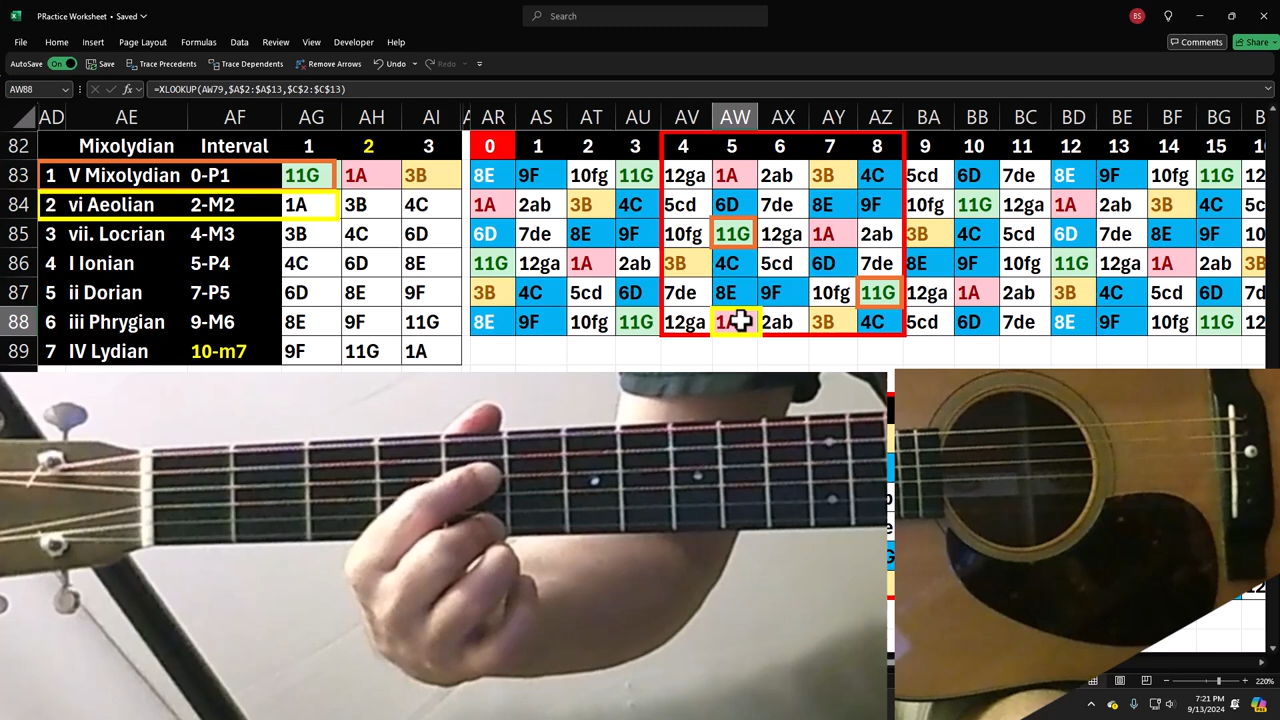 PRactice Worksheet • Saved
Search
BS
File Home Insert Page Layout Formulas Data Review View Developer Help
Comments Share
AutoSave On Save Trace Precedents Trace Dependents Remove Arrows Undo Redo
AW88 fx =XLOOKUP(AW79,$A$2:$A$13,$C$2:$C$13)
AD AE AF AG AH AI AR AS AT AU AV AW AX AY AZ BA BB BC BD BE BF BG
82 Mixolydian Interval 1 2 3 0 1 2 3 4 5 6 7 8 9 10 11 12 13 14 15
83 1 V Mixolydian 0-P1 11G 1A 3B 8E 9F 10fg 11G 12ga 1A 2ab 3B 4C 5cd 6D 7de 8E 9F 10fg 11G
84 2 vi Aeolian 2-M2 1A 3B 4C 1A 2ab 3B 4C 5cd 6D 7de 8E 9F 10fg 11G 12ga 1A 2ab 3B 4C
85 3 vii. Locrian 4-M3 3B 4C 6D 6D 7de 8E 9F 10fg 11G 12ga 1A 2ab 3B 4C 5cd 6D 7de 8E 9F
86 4 I Ionian 5-P4 4C 6D 8E 11G 12ga 1A 2ab 3B 4C 5cd 6D 7de 8E 9F 10fg 11G 12ga 1A 2ab
87 5 ii Dorian 7-P5 6D 8E 9F 3B 4C 5cd 6D 7de 8E 9F 10fg 11G 12ga 1A 2ab 3B 4C 5cd 6D
88 6 iii Phrygian 9-M6 8E 9F 11G 8E 9F 10fg 11G 12ga 2ab 3B 4C 5cd 6D 7de 8E 9F 10fg 11G
89 7 IV Lydian 10-m7 9F 11G 1A
220%
7:21 PM
9/13/2024